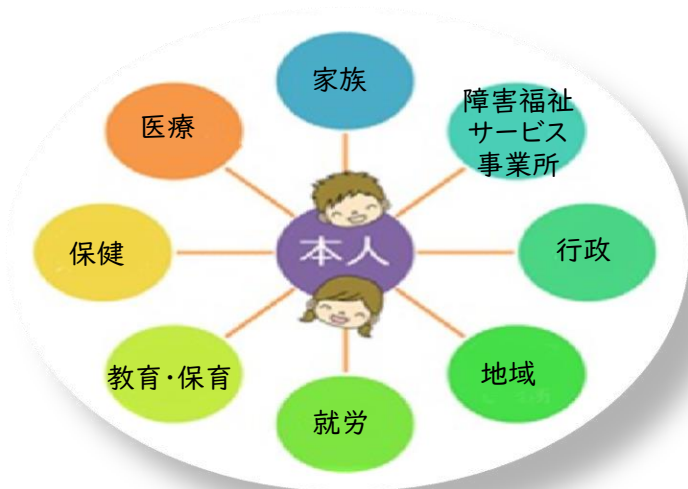 家族
障害福祉
サービス
事業所
医療
本人
保健
行政
教育・保育
地域
就労